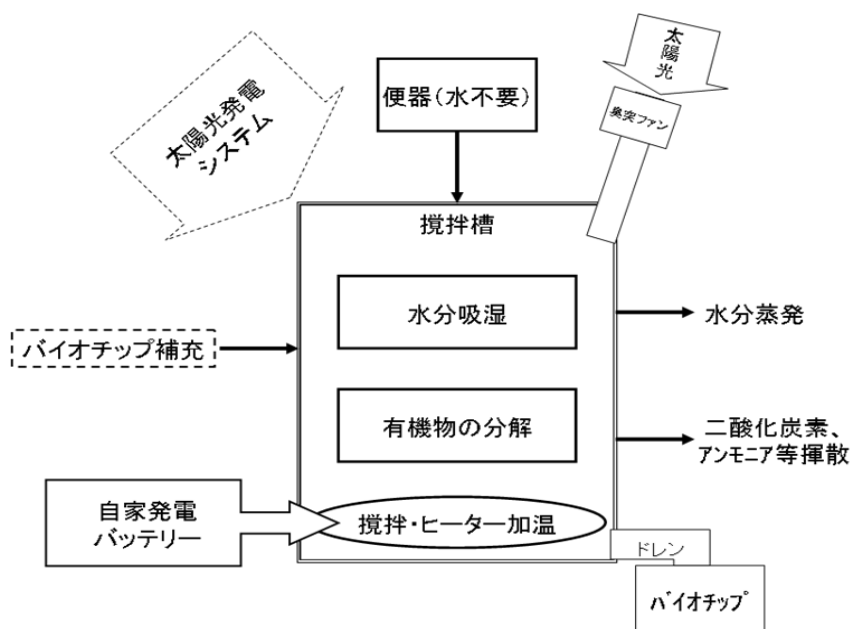 太陽光
便器(水不要)
太陽光発電
システム
臭突ファン
攪拌槽
水分吸湿
水分蒸発
バイオチップ補充
有機物の分解
二酸化炭素、
アンモニア等揮散
自家発電
バッテリー
攪拌・ヒーター加温
ドレン
バイオチップ